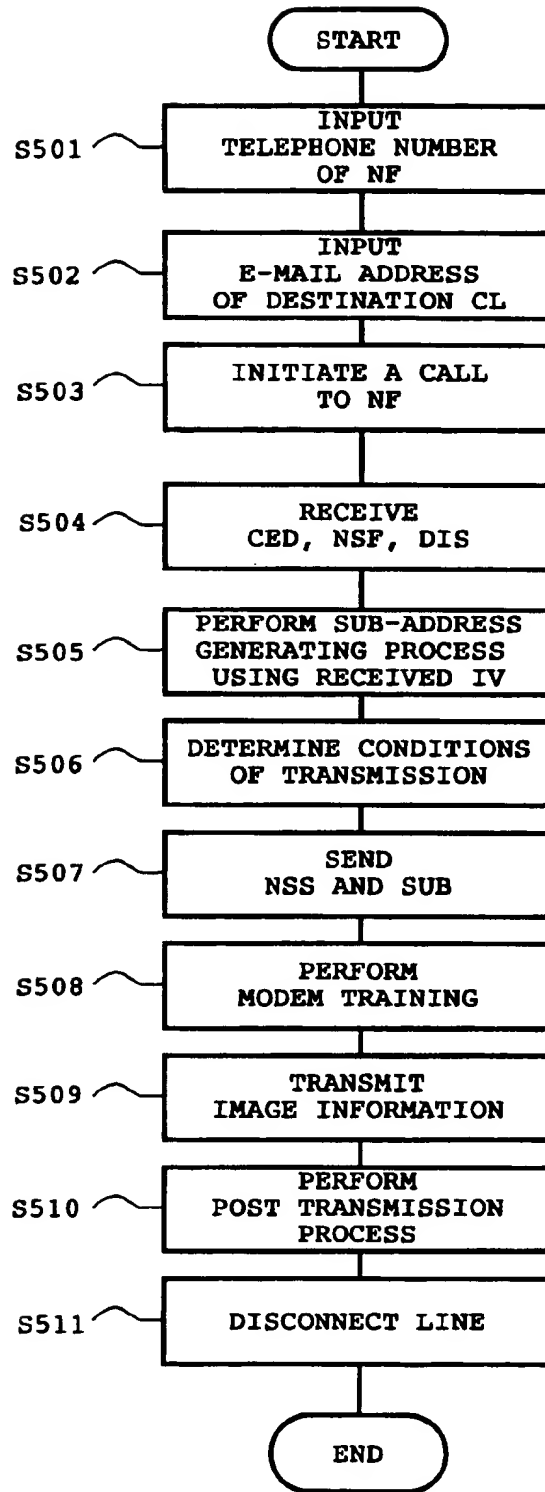 START
S501
INPUT
TELEPHONE NUMBER
OF NF
S502
INPUT
E-MAIL ADDRESS
OF DESTINATION CL
S503
INITIATE A CALL
TO NF
S504
RECEIVE
CED, NSF, DIS
S505
PERFORM SUB-ADDRESS
GENERATING PROCESS
USING RECEIVED IV
S506
DETERMINE CONDITIONS
OF TRANSMISSION
S507
SEND
NSS AND SUB
S508
PERFORM
MODEM TRAINING
S509
TRANSMIT
IMAGE INFORMATION
S510
PERFORM
POST TRANSMISSION
PROCESS
S511
DISCONNECT LINE
END